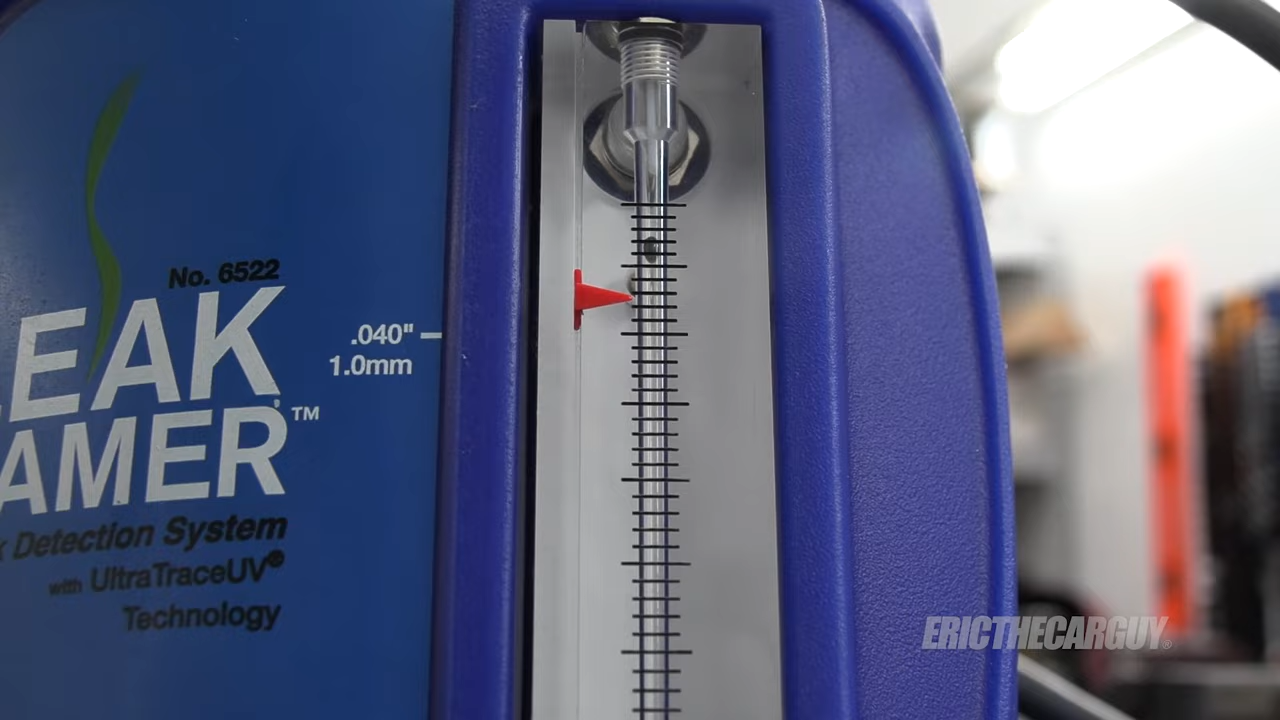 No. 6522
EAK
AMER™
.040"
1.0mm
Detection System
with UltraTraceUV®
Technology
ERICTHECARGUY®